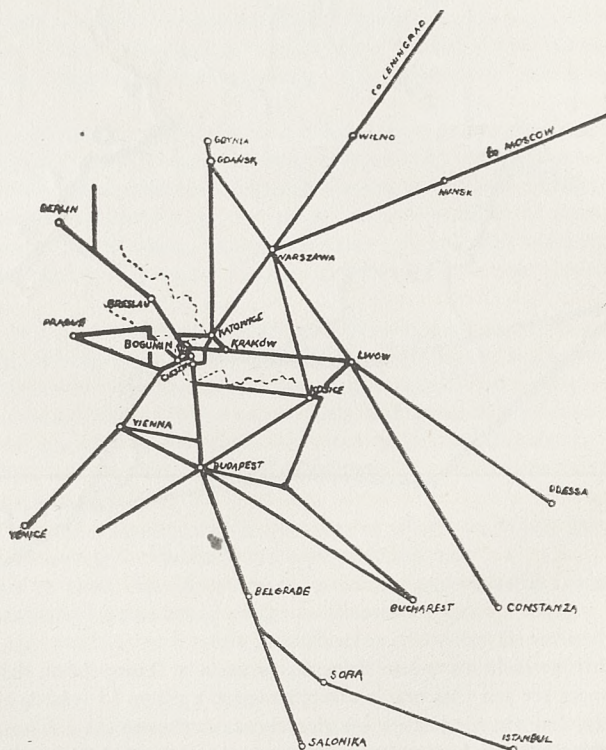 to LENINGRAD
to MOSCOW
WILNO
GDYNIA
GDAŃSK
MINSK
BERLIN
WARSZAWA
BRESLAU
PRAGUE
KATOWICE
BOGUMIN
KRAKÓW
LWÓW
KOSICE
VIENNA
BUDAPEST
ODESSA
VENICE
BELGRADE
BUCHAREST
CONSTANZA
SOFIA
SALONIKA
ISTANBUL